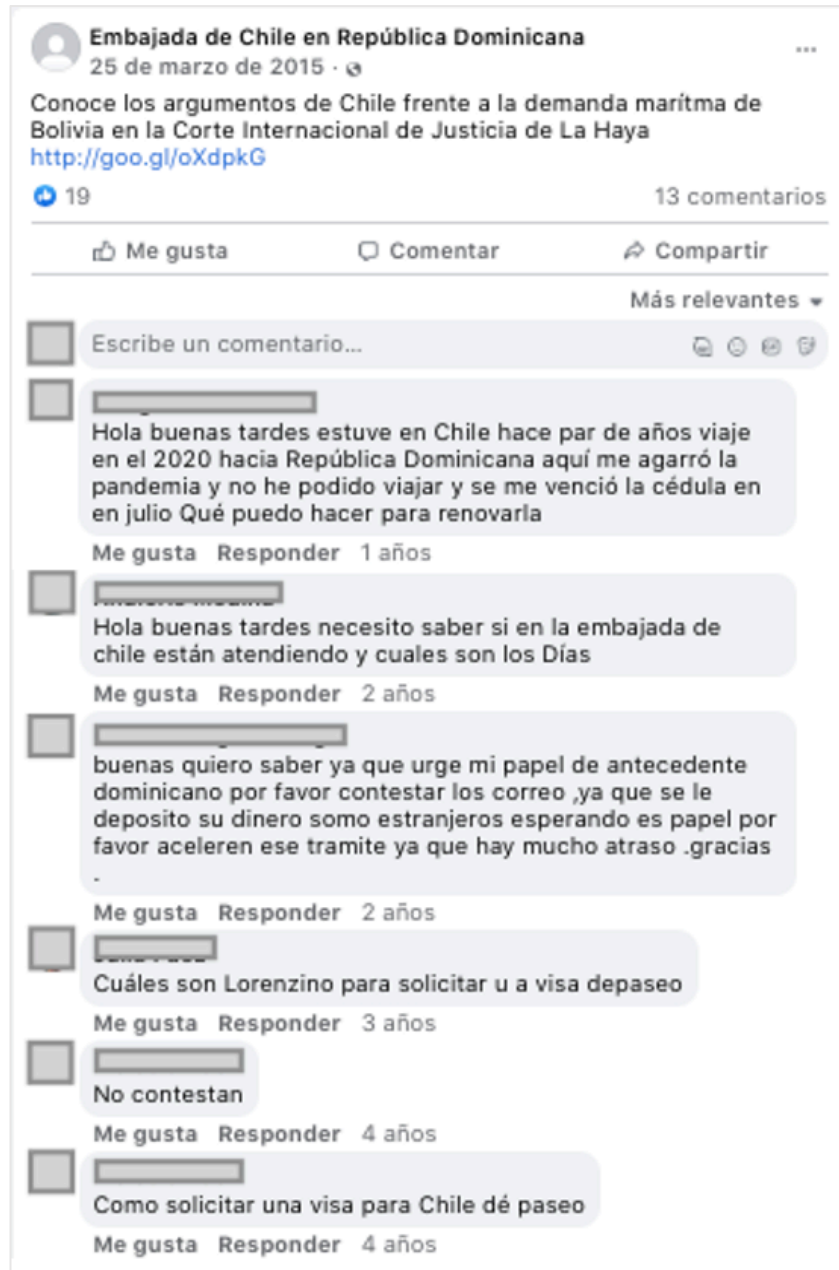 Embajada de Chile en República Dominicana
25 de marzo de 2015 ·
Conoce los argumentos de Chile frente a la demanda marítma de
Bolivia en la Corte Internacional de Justicia de La Haya
http://goo.gl/oXdpkG
19 13 comentarios
Me gusta Comentar Compartir
Más relevantes
Escribe un comentario...
Hola buenas tardes estuve en Chile hace par de años viaje
en el 2020 hacia República Dominicana aquí me agarró la
pandemia y no he podido viajar y se me venció la cédula en
en julio Qué puedo hacer para renovarla
Me gusta Responder 1 años
Hola buenas tardes necesito saber si en la embajada de
chile están atendiendo y cuales son los Días
Me gusta Responder 2 años
buenas quiero saber ya que urge mi papel de antecedente
dominicano por favor contestar los correo ,ya que se le
deposito su dinero somo estranjeros esperando es papel por
favor aceleren ese tramite ya que hay mucho atraso .gracias
.
Me gusta Responder 2 años
Cuáles son Lorenzino para solicitar u a visa depaseo
Me gusta Responder 3 años
No contestan
Me gusta Responder 4 años
Como solicitar una visa para Chile dé paseo
Me gusta Responder 4 años